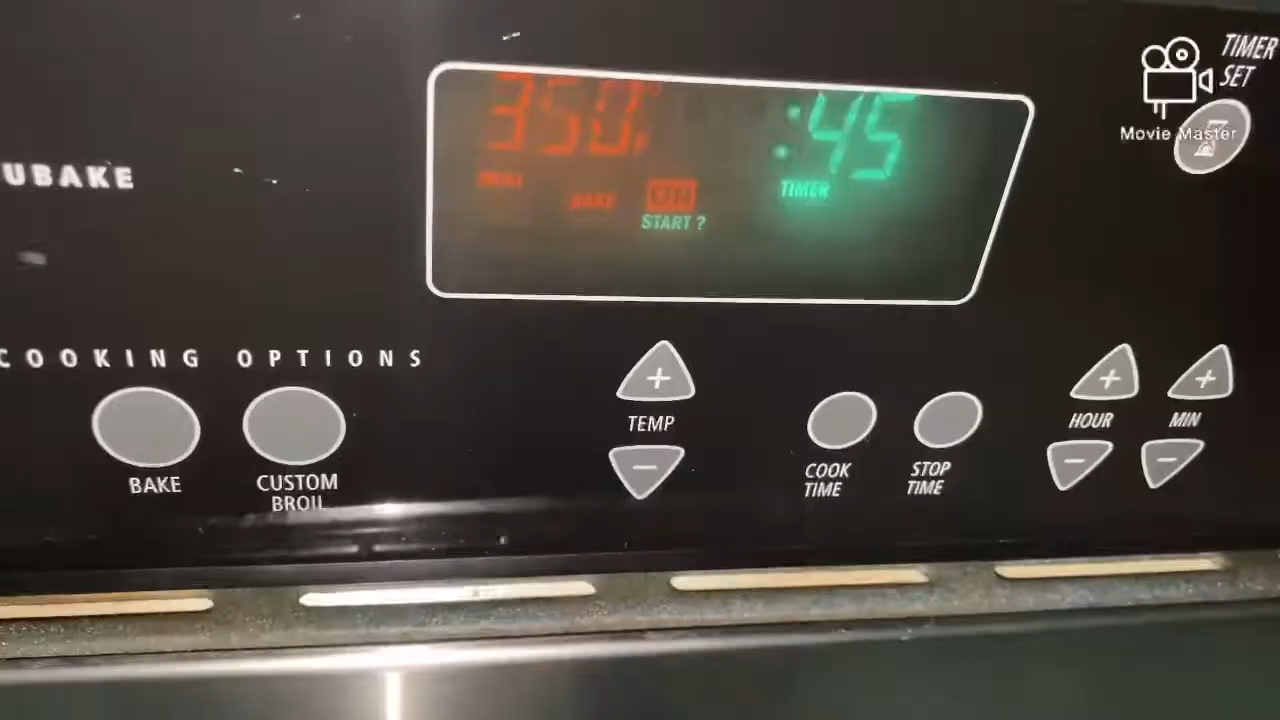 TIMER
SET
Movie Master
350°F
:45
TIMER
BAKE
ON
START ?
UBAKE
COOKING OPTIONS
+
TEMP
−
BAKE
CUSTOM
BROIL
COOK
TIME
STOP
TIME
+ +
HOUR MIN
− −